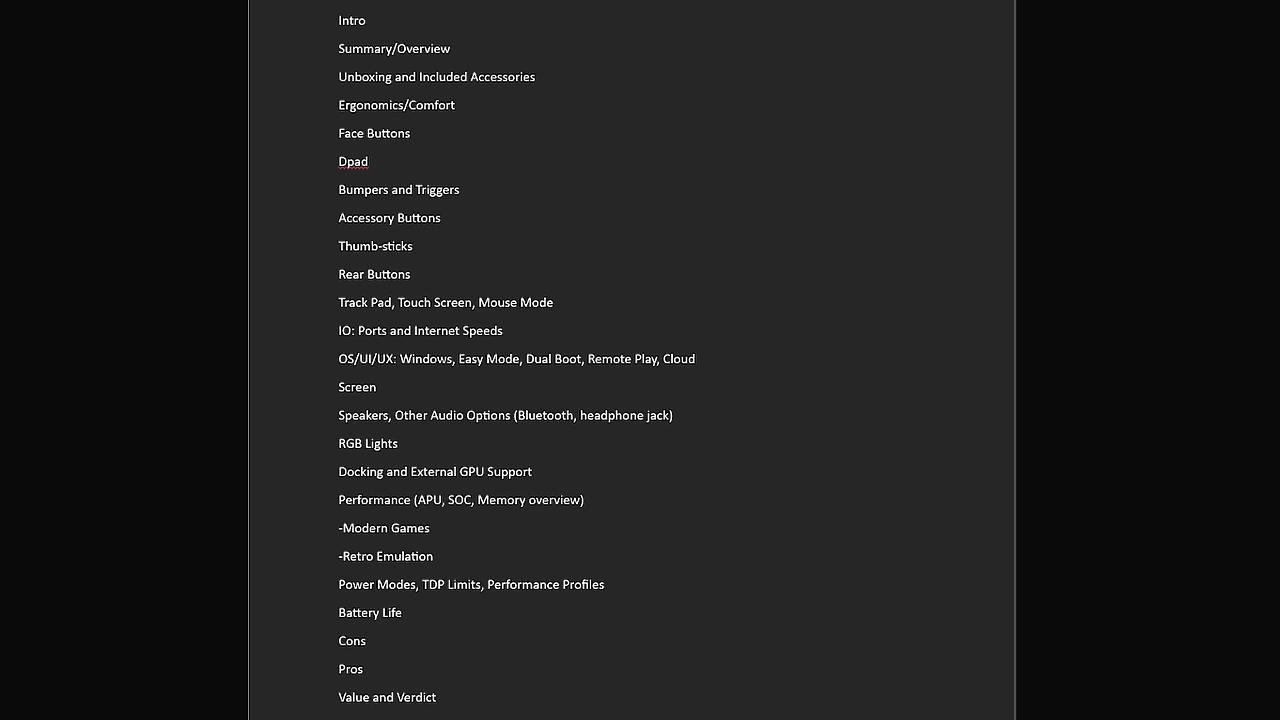 Intro
Summary/Overview
Unboxing and Included Accessories
Ergonomics/Comfort
Face Buttons
Dpad
Bumpers and Triggers
Accessory Buttons
Thumb-sticks
Rear Buttons
Track Pad, Touch Screen, Mouse Mode
IO: Ports and Internet Speeds
OS/UI/UX: Windows, Easy Mode, Dual Boot, Remote Play, Cloud
Screen
Speakers, Other Audio Options (Bluetooth, headphone jack)
RGB Lights
Docking and External GPU Support
Performance (APU, SOC, Memory overview)
-Modern Games
-Retro Emulation
Power Modes, TDP Limits, Performance Profiles
Battery Life
Cons
Pros
Value and Verdict